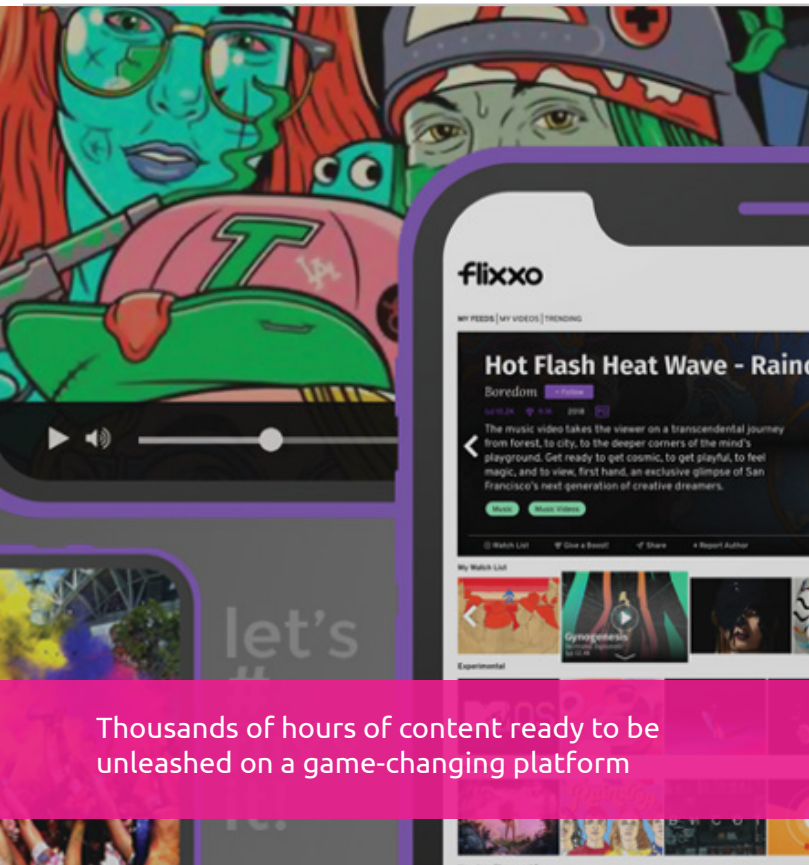 T
LA
flixxo
MY FEEDS | MY VIDEOS | TRENDING
Hot Flash Heat Wave - Rain
Boredom + Follow
2018
The music video takes the viewer on a transcendental journey
from forest, to city, to the deeper corners of the mind's
playground. Get ready to get cosmic, to get playful, to feel
magic, and to view, first hand, an exclusive glimpse of San
Francisco's next generation of creative dreamers.
Music Music Videos
Watch List Give a Boost! Share Report Author
My Watch List
Gynogenesis
Experimental
let's
#
it!
Thousands of hours of content ready to be
unleashed on a game-changing platform